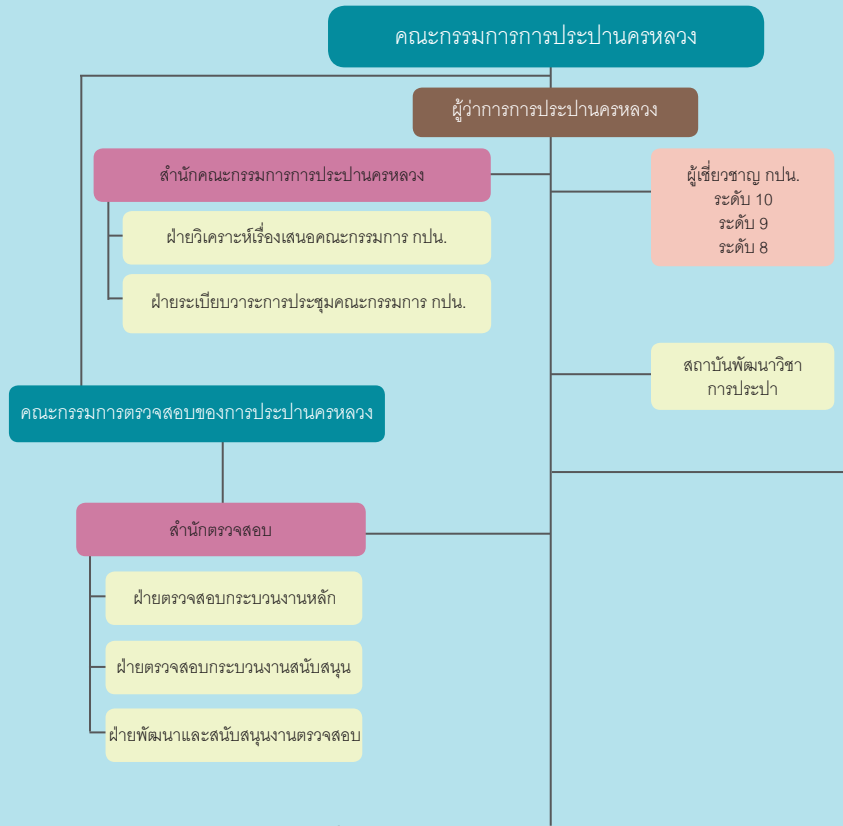 คณะกรรมการการประปานครหลวง
ผู้ว่าการการประปานครหลวง
สำนักคณะกรรมการการประปานครหลวง
ฝ่ายวิเคราะห์เรื่องเสนอคณะกรรมการ กปน.
ฝ่ายระเบียบวาระการประชุมคณะกรรมการ กปน.
ผู้เชี่ยวชาญ กปน.
ระดับ 10
ระดับ 9
ระดับ 8
สถาบันพัฒนาวิชา
การประปา
คณะกรรมการตรวจสอบของการประปานครหลวง
สำนักตรวจสอบ
ฝ่ายตรวจสอบกระบวนงานหลัก
ฝ่ายตรวจสอบกระบวนงานสนับสนุน
ฝ่ายพัฒนาและสนับสนุนงานตรวจสอบ